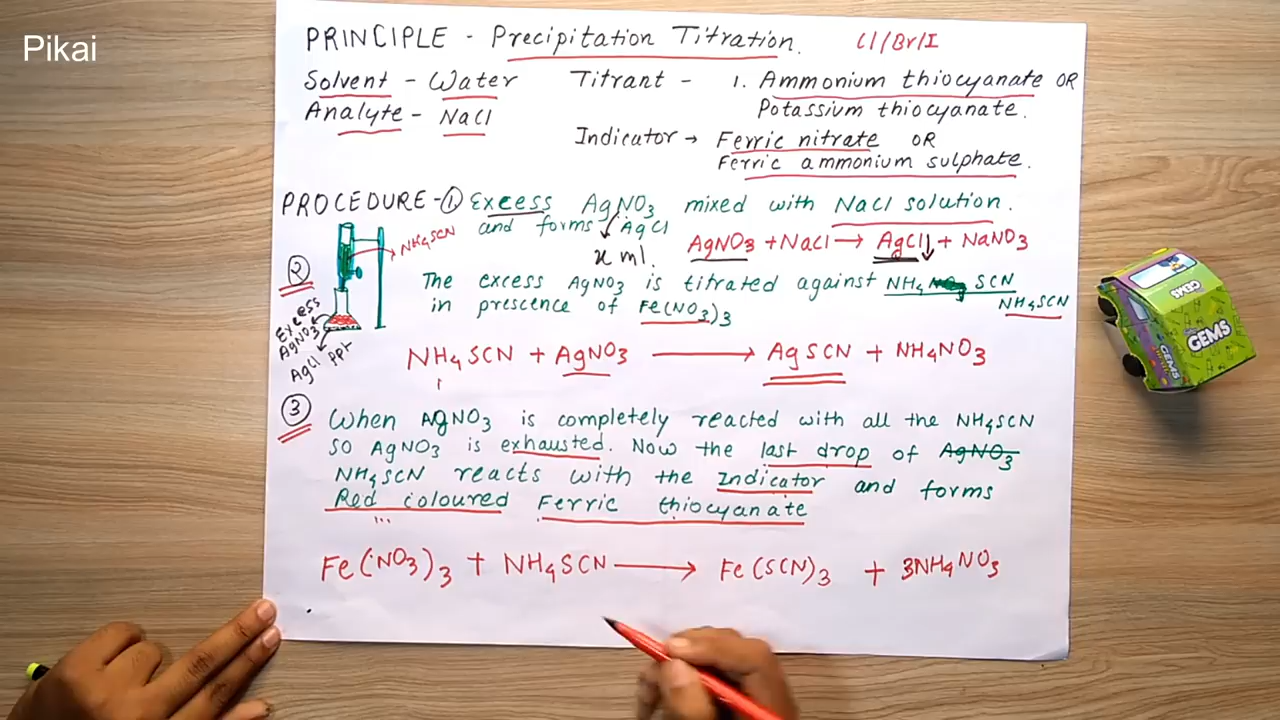 Pikai
PRINCIPLE - Precipitation Titration. Cl/Br/I
Solvent - Water Titrant - 1. Ammonium thiocyanate OR
Analyte - NaCl Potassium thiocyanate.
Indicator → Ferric nitrate OR
Ferric ammonium sulphate.
PROCEDURE - ① Excess AgNO3 mixed with NaCl solution.
and forms AgCl
x ml. AgNO3 + NaCl → AgCl↓ + NaNO3
②
NH4SCN
The excess AgNO3 is titrated against NH4 SCN
NH4SCN
in prescence of Fe(NO3)3
Excess
AgNO3
AgCl ppt
NH4SCN + AgNO3 → AgSCN + NH4NO3
③ When AgNO3 is completely reacted with all the NH4SCN
so AgNO3 is exhausted. Now the last drop of AgNO3
NH4SCN reacts with the Indicator and forms
Red coloured Ferric thiocyanate
Fe(NO3)3 + NH4SCN → Fe(SCN)3 + 3NH4NO3
GEMS
GEMS
GEMS